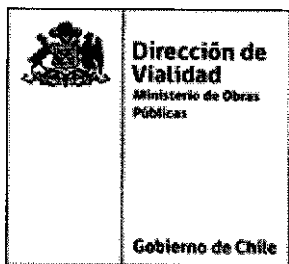 Dirección de
Vialidad
Ministerio de Obras
Públicas
Gobierno de Chile